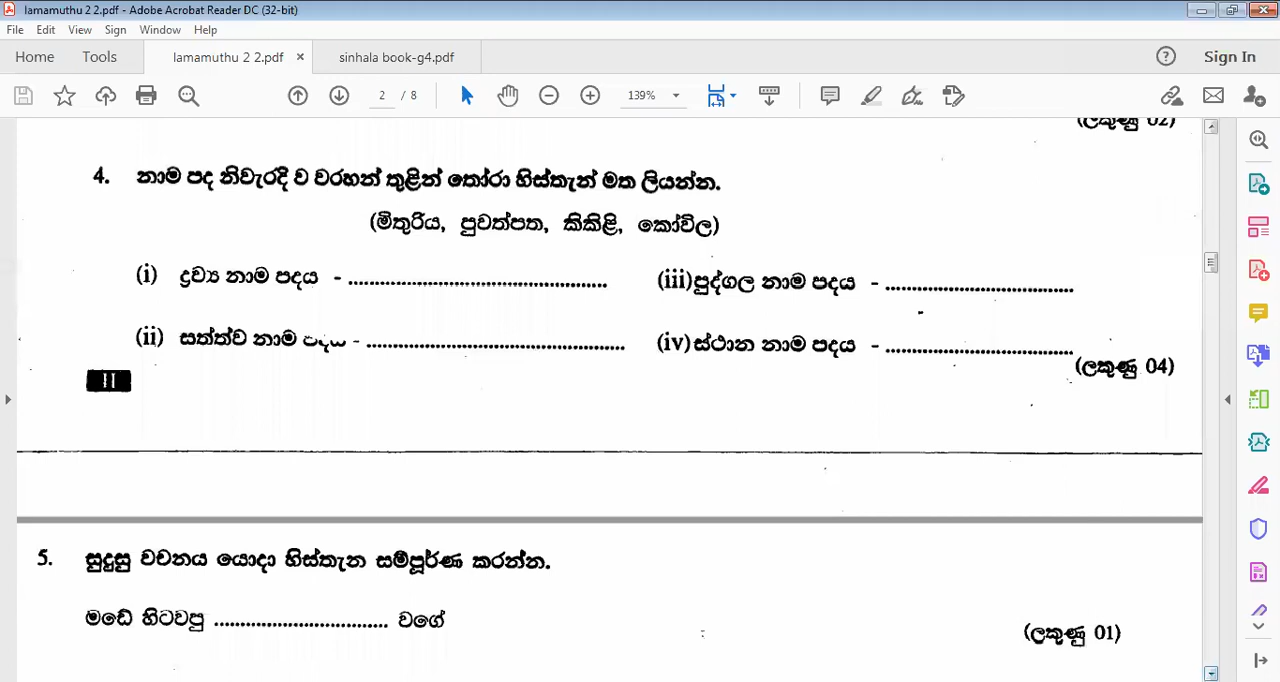 lamamuthu 2 2.pdf - Adobe Acrobat Reader DC (32-bit)
File Edit View Sign Window Help
Home Tools lamamuthu 2 2.pdf × sinhala book-g4.pdf Sign In
2 / 8 139%
(ලකුණු 02)
4. නාම පද නිවැරදි ව වරහන් තුළින් තෝරා හිස්තැන් මත ලියන්න.
(මිතුරිය, පුවත්පත, කිකිළි, කෝවිල)
(i) ද්‍රව්‍ය නාම පදය - ............................................... (iii) පුද්ගල නාම පදය - ..................................
(ii) සත්ත්ව නාම පදය - ............................................... (iv) ස්ථාන නාම පදය - ..................................
(ලකුණු 04)
II
5. සුදුසු වචනය යොදා හිස්තැන සම්පූර්ණ කරන්න.
මඩේ හිටවපු ................................ වගේ
(ලකුණු 01)